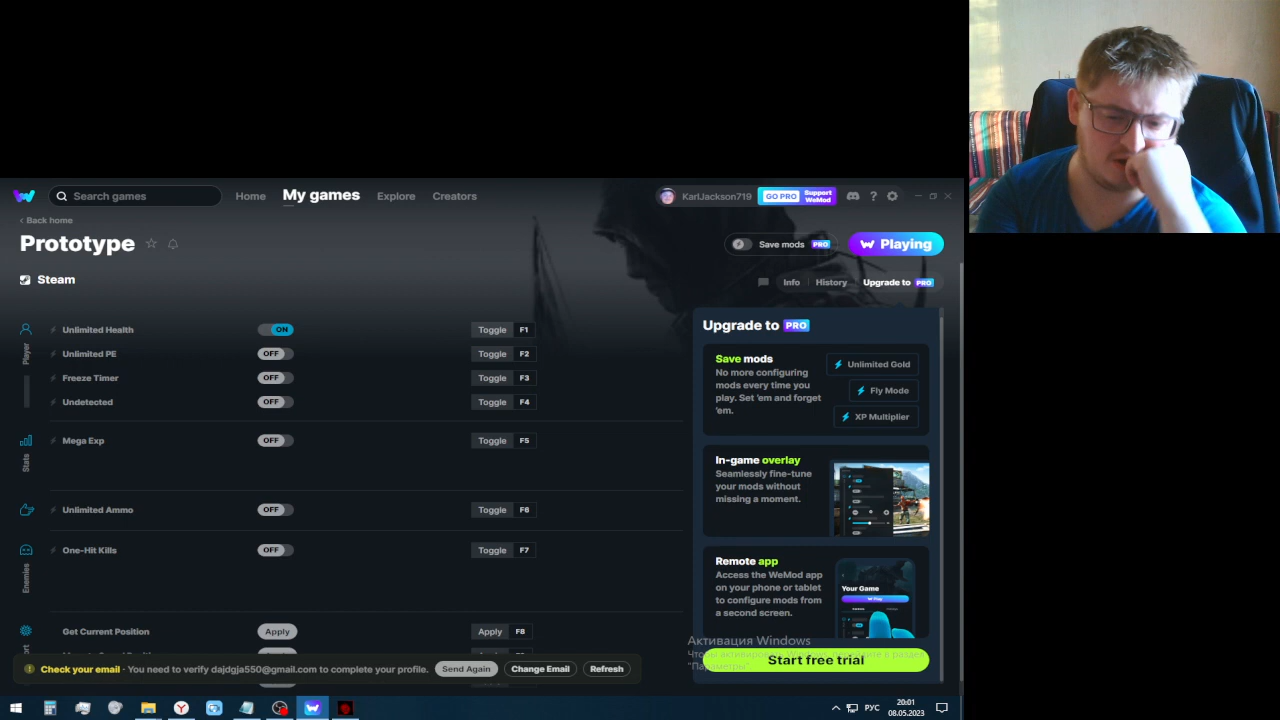 Search games
Home
My games
Explore
Creators
KarlJackson719
GO PRO
Support
WeMod
?
< Back home
Prototype
Save mods PRO
Playing
Steam
Info
History
Upgrade to PRO
Player
Unlimited Health
ON
Toggle F1
Unlimited PE
OFF
Toggle F2
Freeze Timer
OFF
Toggle F3
Undetected
OFF
Toggle F4
Stats
Mega Exp
OFF
Toggle F5
Unlimited Ammo
OFF
Toggle F6
Enemies
One-Hit Kills
OFF
Toggle F7
Get Current Position
Apply
Apply F8
Upgrade to PRO
Save mods
No more configuring
mods every time you
play. Set 'em and forget
'em.
Unlimited Gold
Fly Mode
XP Multiplier
In-game overlay
Seamlessly fine-tune
your mods without
missing a moment.
Remote app
Access the WeMod app
on your phone or tablet
to configure mods from
a second screen.
Your Game
Активация Windows
"Параметры".
Start free trial
Check your email - You need to verify dajdgja550@gmail.com to complete your profile.
Send Again
Change Email
Refresh
РУС
20:01
08.05.2023